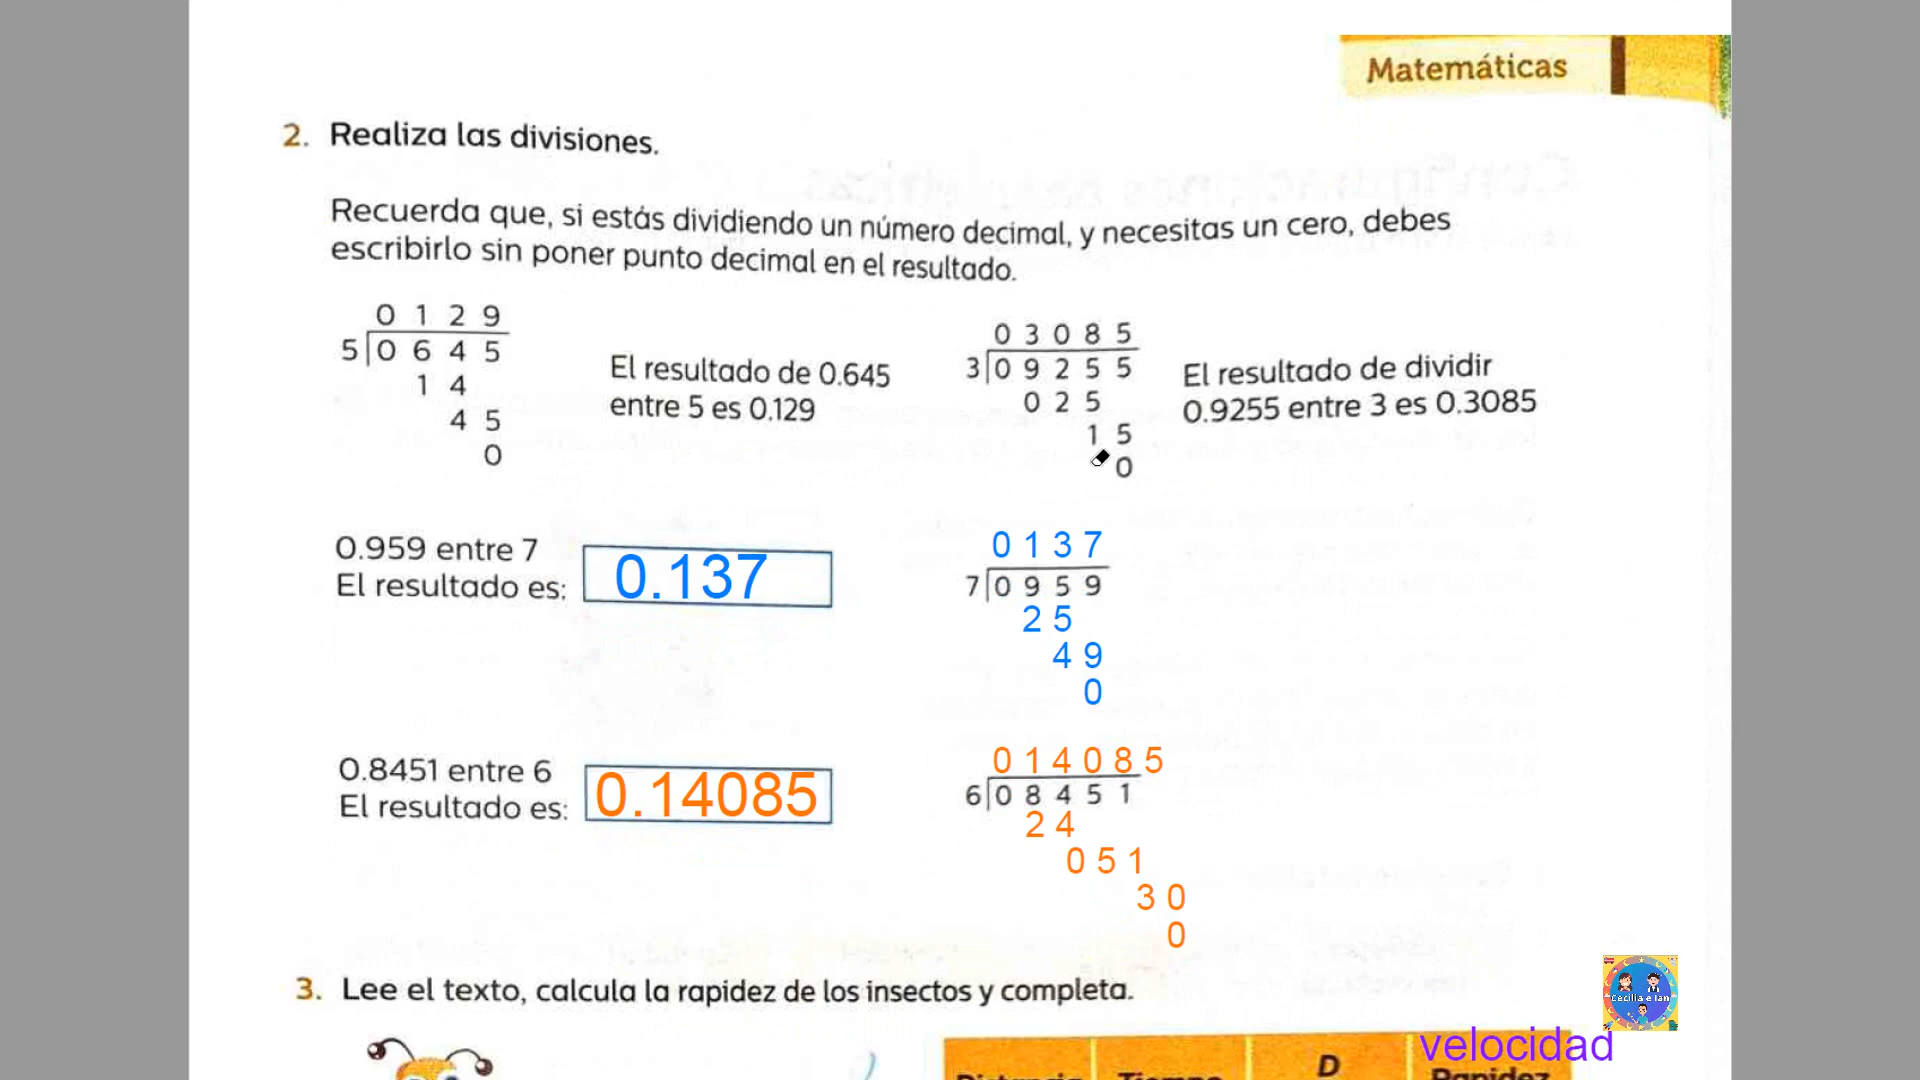 Matemáticas
2. Realiza las divisiones.
Recuerda que, si estás dividiendo un número decimal, y necesitas un cero, debes
escribirlo sin poner punto decimal en el resultado.
0 1 2 9
5 0 6 4 5
1 4
4 5
0
El resultado de 0.645
entre 5 es 0.129
0 3 0 8 5
3 0 9 2 5 5
0 2 5
1 5
0
El resultado de dividir
0.9255 entre 3 es 0.3085
0.959 entre 7
El resultado es: 0.137
0 1 3 7
7 0 9 5 9
2 5
4 9
0
0.8451 entre 6
El resultado es: 0.14085
0 1 4 0 8 5
6 0 8 4 5 1
2 4
0 5 1
3 0
0
3. Lee el texto, calcula la rapidez de los insectos y completa.
Cecilia e Ian
velocidad
D